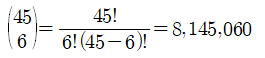 (45 6) = 45! / 6!(45−6)! = 8,145,060